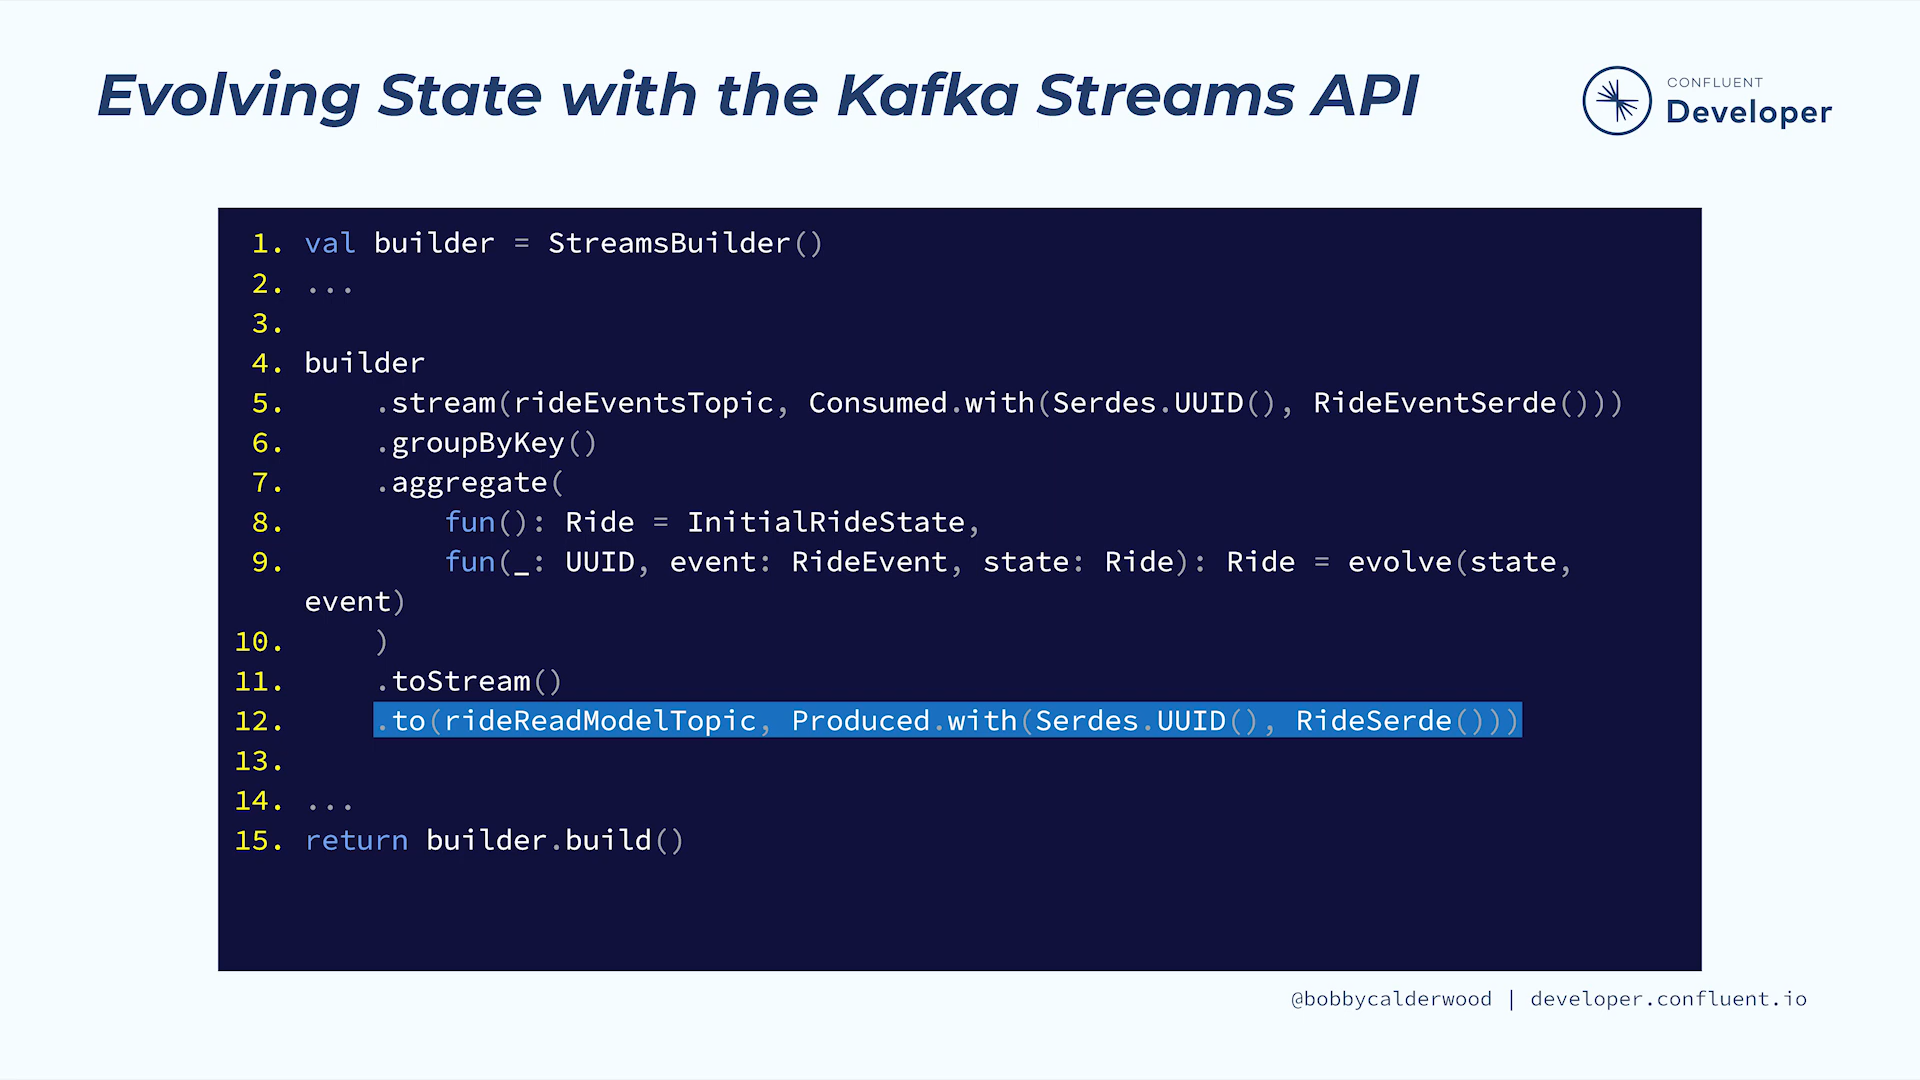 Evolving State with the Kafka Streams API
CONFLUENT
Developer
1. val builder = StreamsBuilder()
2. ...
3.
4. builder
5.     .stream(rideEventsTopic, Consumed.with(Serdes.UUID(), RideEventSerde()))
6.     .groupByKey()
7.     .aggregate(
8.         fun(): Ride = InitialRideState,
9.         fun(_: UUID, event: RideEvent, state: Ride): Ride = evolve(state,
event)
10.     )
11.     .toStream()
12.     .to(rideReadModelTopic, Produced.with(Serdes.UUID(), RideSerde()))
13.
14. ...
15. return builder.build()
@bobbycalderwood | developer.confluent.io